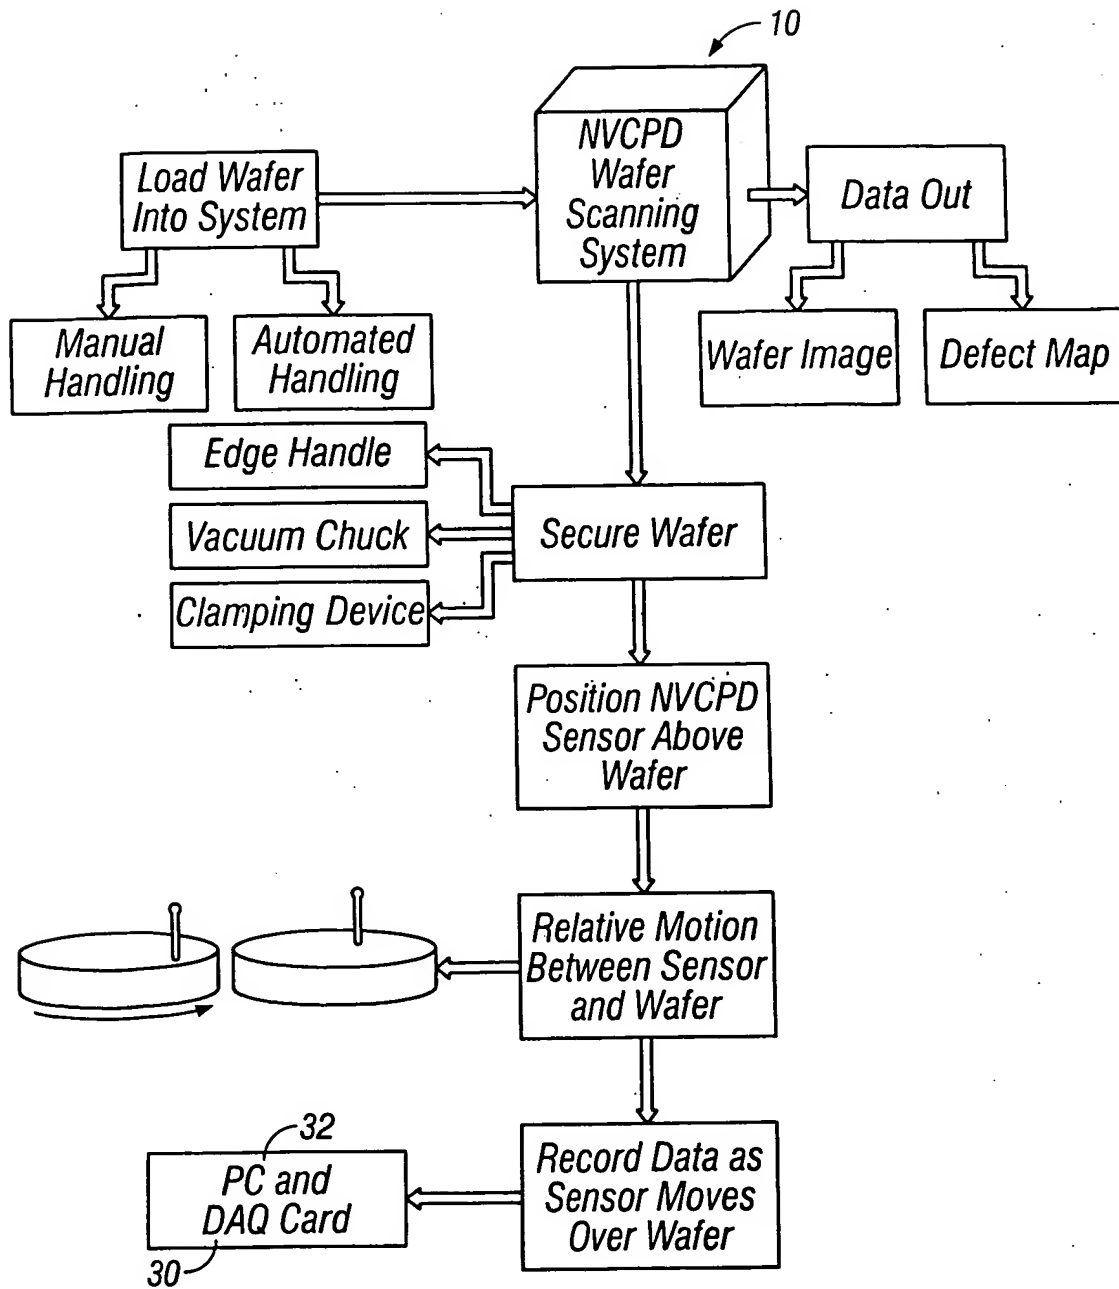 10
NVCPD
Wafer
Scanning
System
Load Wafer
Into System
Data Out
Manual
Handling
Automated
Handling
Wafer Image
Defect Map
Edge Handle
Vacuum Chuck
Clamping Device
Secure Wafer
Position NVCPD
Sensor Above
Wafer
Relative Motion
Between Sensor
and Wafer
32
PC and
DAQ Card
30
Record Data as
Sensor Moves
Over Wafer